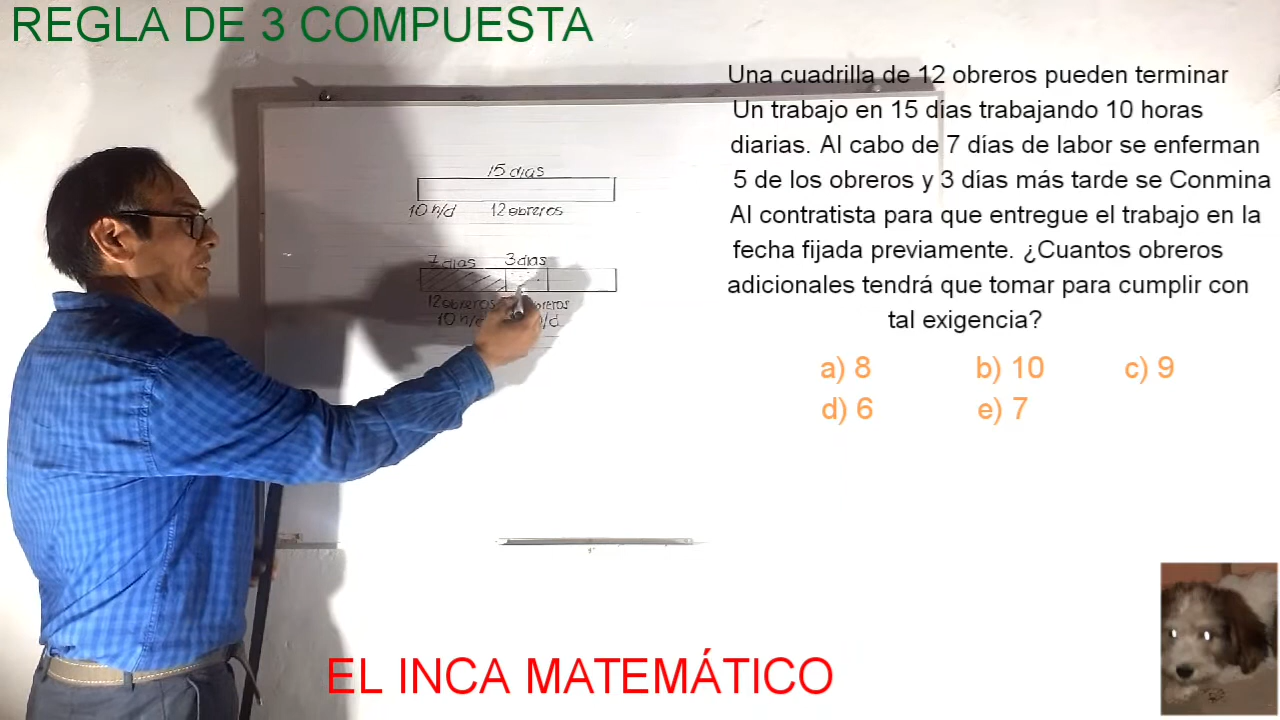 REGLA DE 3 COMPUESTA
Una cuadrilla de 12 obreros pueden terminar
Un trabajo en 15 días trabajando 10 horas
diarias. Al cabo de 7 días de labor se enferman
5 de los obreros y 3 días más tarde se Conmina
Al contratista para que entregue el trabajo en la
fecha fijada previamente. ¿Cuantos obreros
adicionales tendrá que tomar para cumplir con
tal exigencia?
a) 8 b) 10 c) 9
d) 6 e) 7
15 dias
10 h/d 12 obreros
7 dias 3 dias
12 obreros
10 h/d h/d
EL INCA MATEMÁTICO